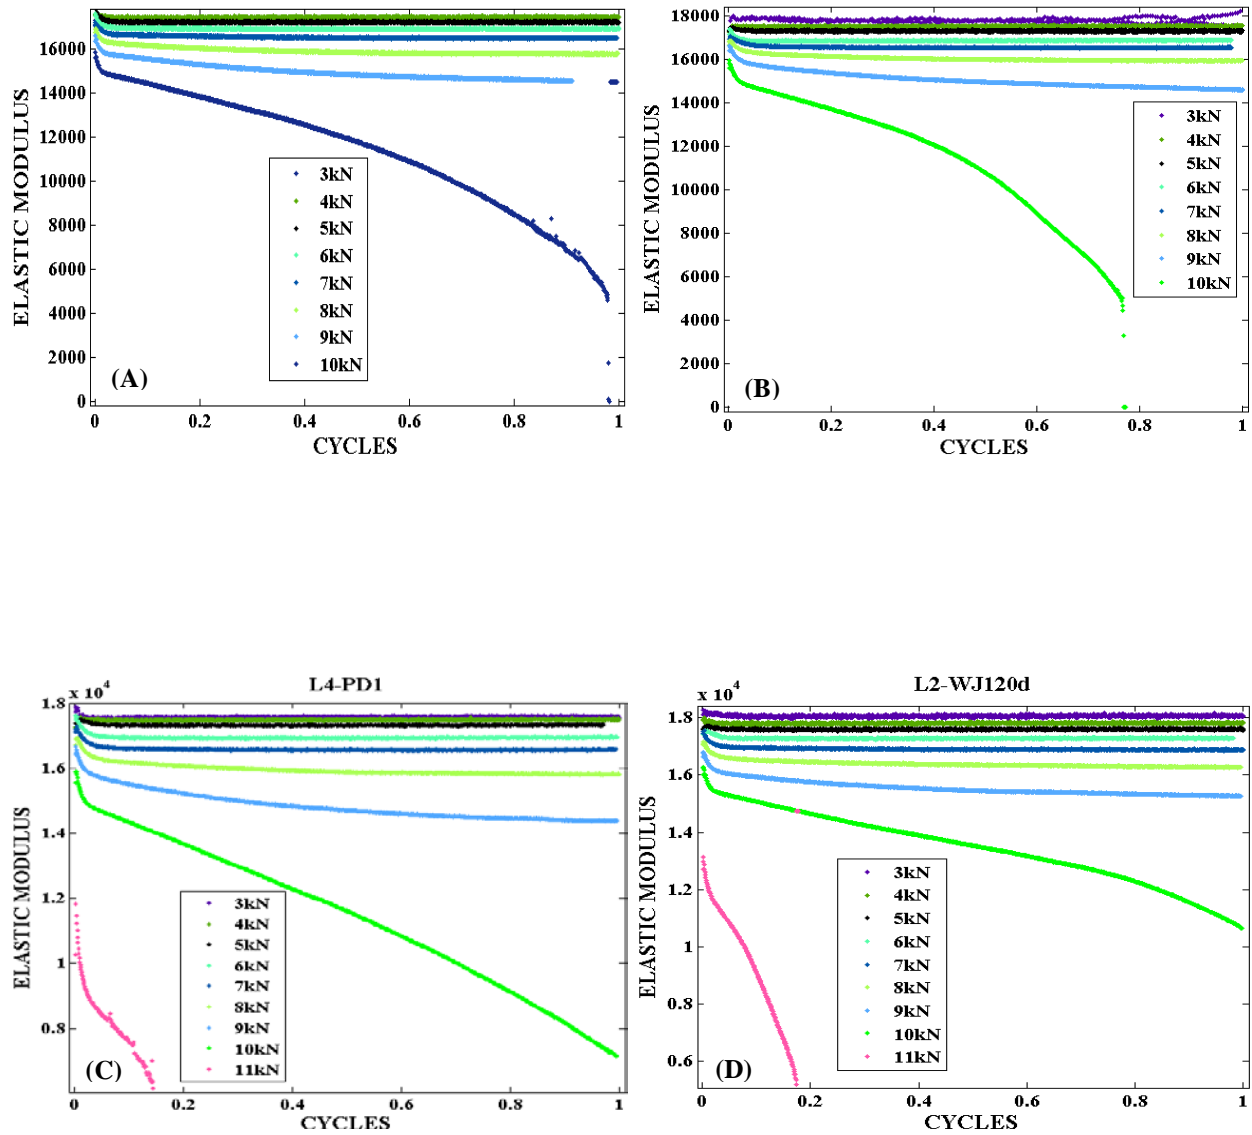 16000
14000
12000
10000
8000
6000
4000
2000
0
ELASTIC MODULUS
3kN
4kN
5kN
6kN
7kN
8kN
9kN
10kN
(A)
0 0.2 0.4 0.6 0.8 1
CYCLES
18000
16000
14000
12000
10000
8000
6000
4000
2000
0
ELASTIC MODULUS
3kN
4kN
5kN
6kN
7kN
8kN
9kN
10kN
(B)
0 0.2 0.4 0.6 0.8 1
CYCLES
L4-PD1
x 10^4
1.8
1.6
1.4
1.2
1
0.8
ELASTIC MODULUS
3kN
4kN
5kN
6kN
7kN
8kN
9kN
10kN
11kN
(C)
0 0.2 0.4 0.6 0.8 1
CYCLES
L2-WJ120d
x 10^4
1.8
1.6
1.4
1.2
1
0.8
0.6
ELASTIC MODULUS
3kN
4kN
5kN
6kN
7kN
8kN
9kN
10kN
11kN
(D)
0 0.2 0.4 0.6 0.8 1
CYCLES